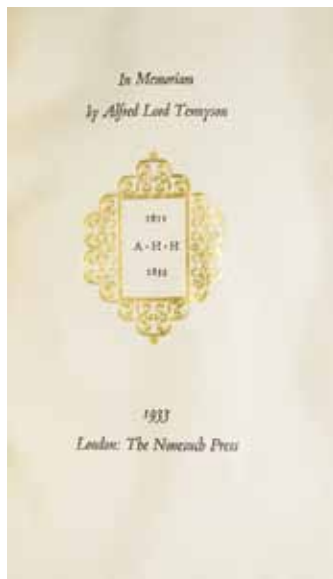 In Memoriam
by Alfred Lord Tennyson
1811
A·H·H
1833
1933
London: The Nonesuch Press